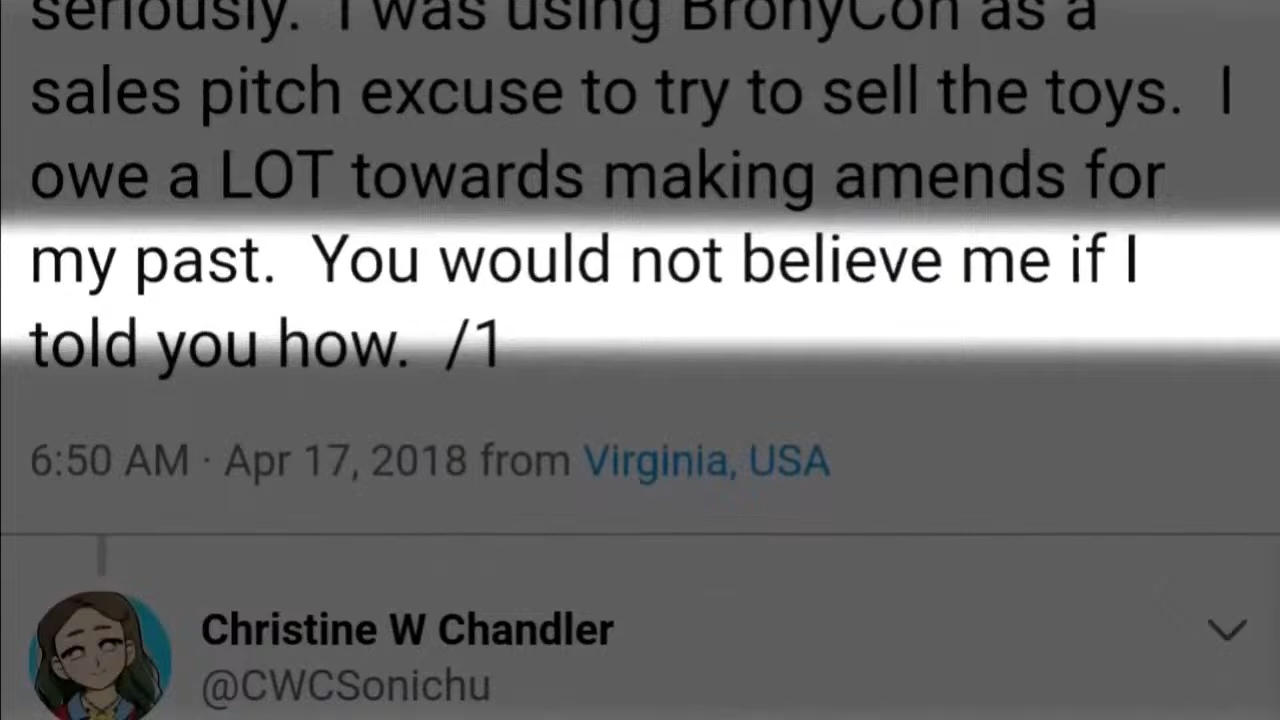 seriously. I was using BronyCon as a
sales pitch excuse to try to sell the toys. I
owe a LOT towards making amends for
my past. You would not believe me if I
told you how. /1
6:50 AM · Apr 17, 2018 from Virginia, USA
Christine W Chandler
@CWCSonichu